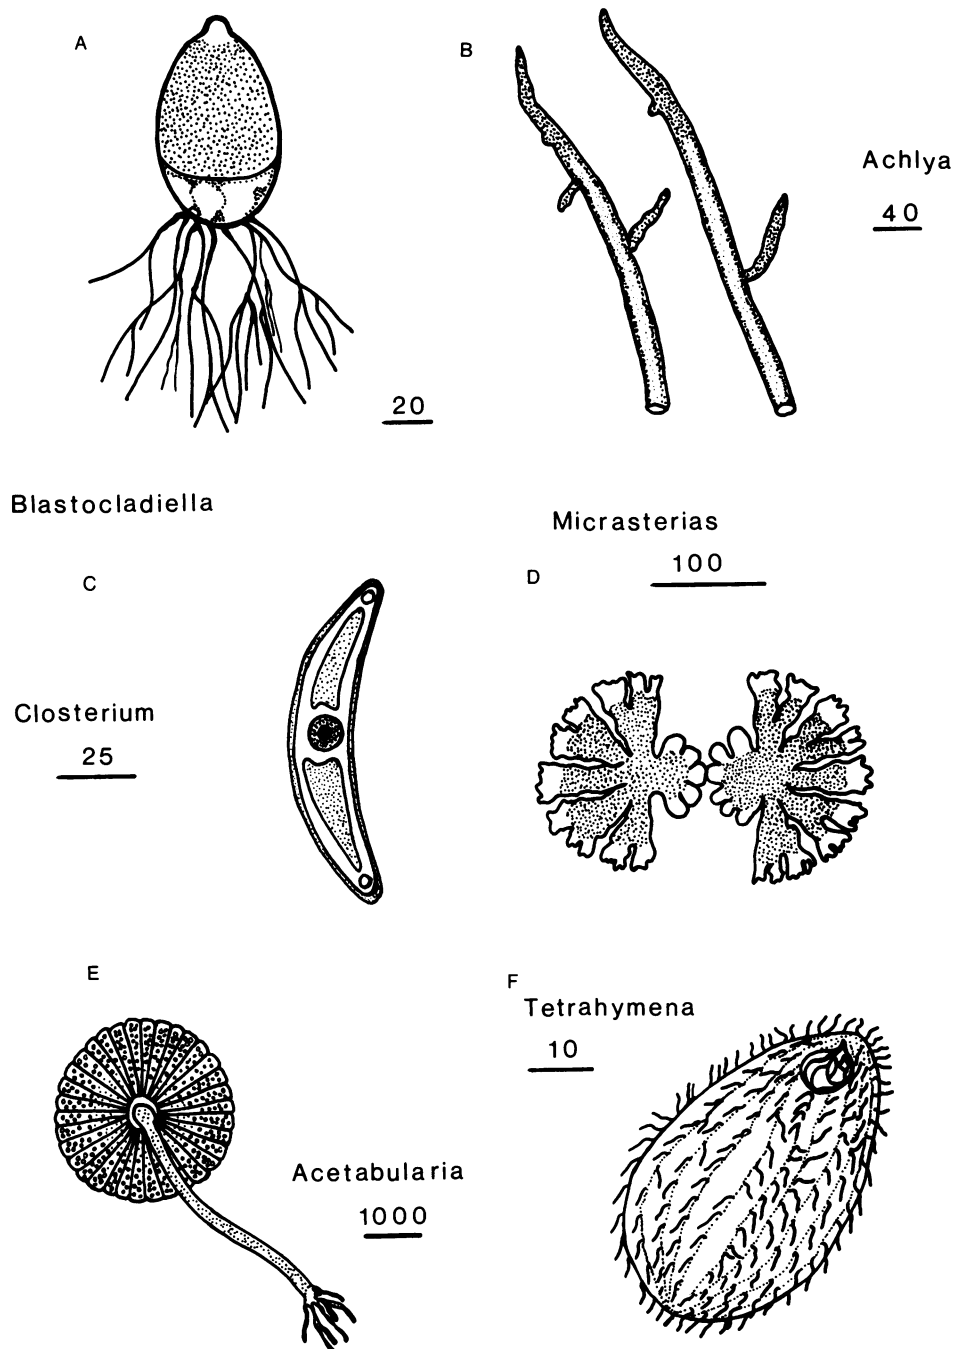 A
B
Achlya
40
20
Blastocladiella
Micrasterias
100
C
D
Closterium
25
E
F
Tetrahymena
10
Acetabularia
1000